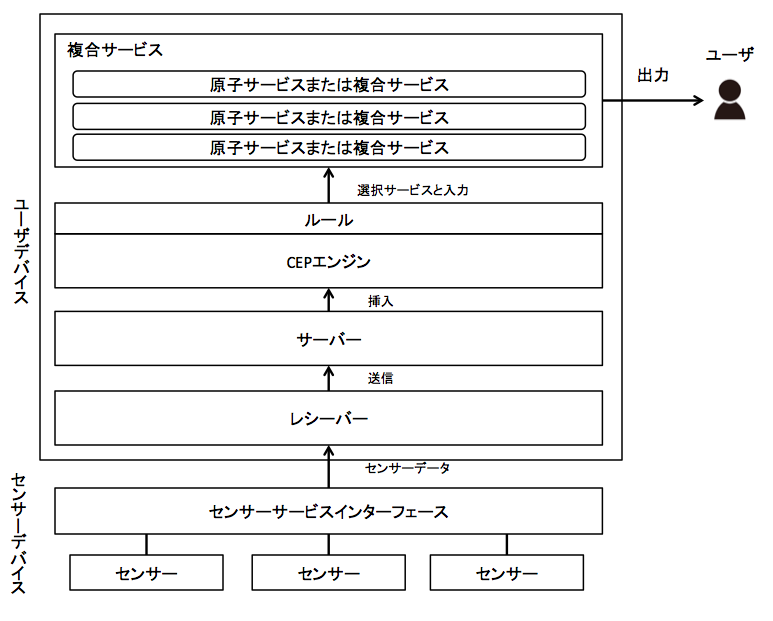 複合サービス
原子サービスまたは複合サービス
原子サービスまたは複合サービス
原子サービスまたは複合サービス
出力
ユーザ
選択サービスと入力
ルール
CEPエンジン
挿入
サーバー
送信
レシーバー
ユーザデバイス
センサーデータ
センサーサービスインターフェース
センサー
センサー
センサー
センサーデバイス